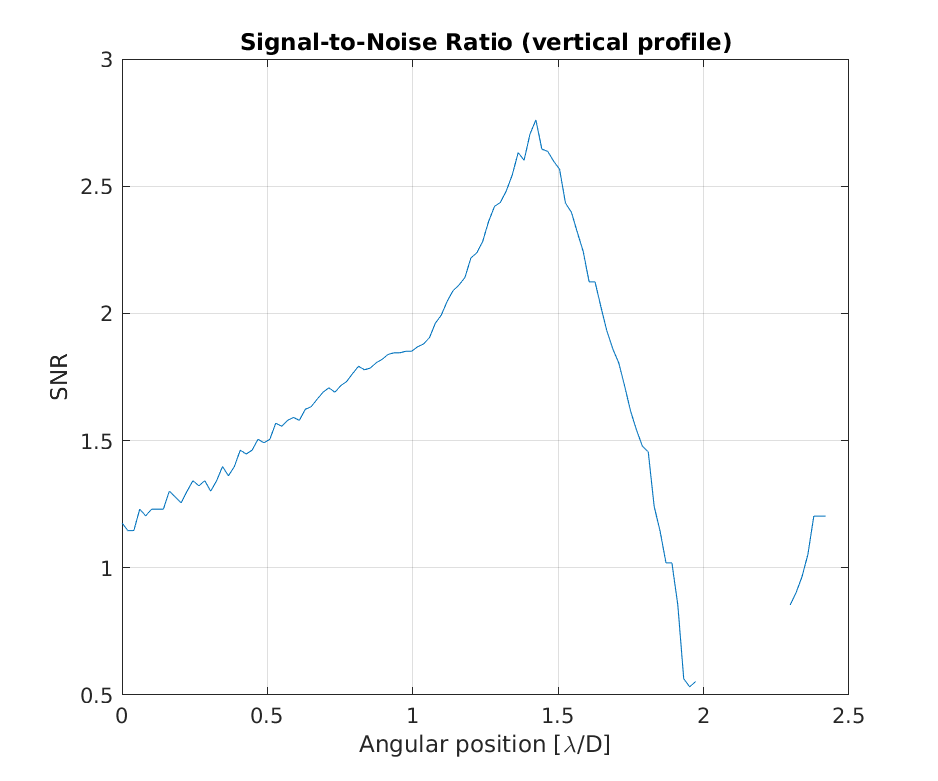 Signal-to-Noise Ratio (vertical profile)
3
2.5
2
1.5
1
0.5
SNR
0 0.5 1 1.5 2 2.5
Angular position [λ/D]